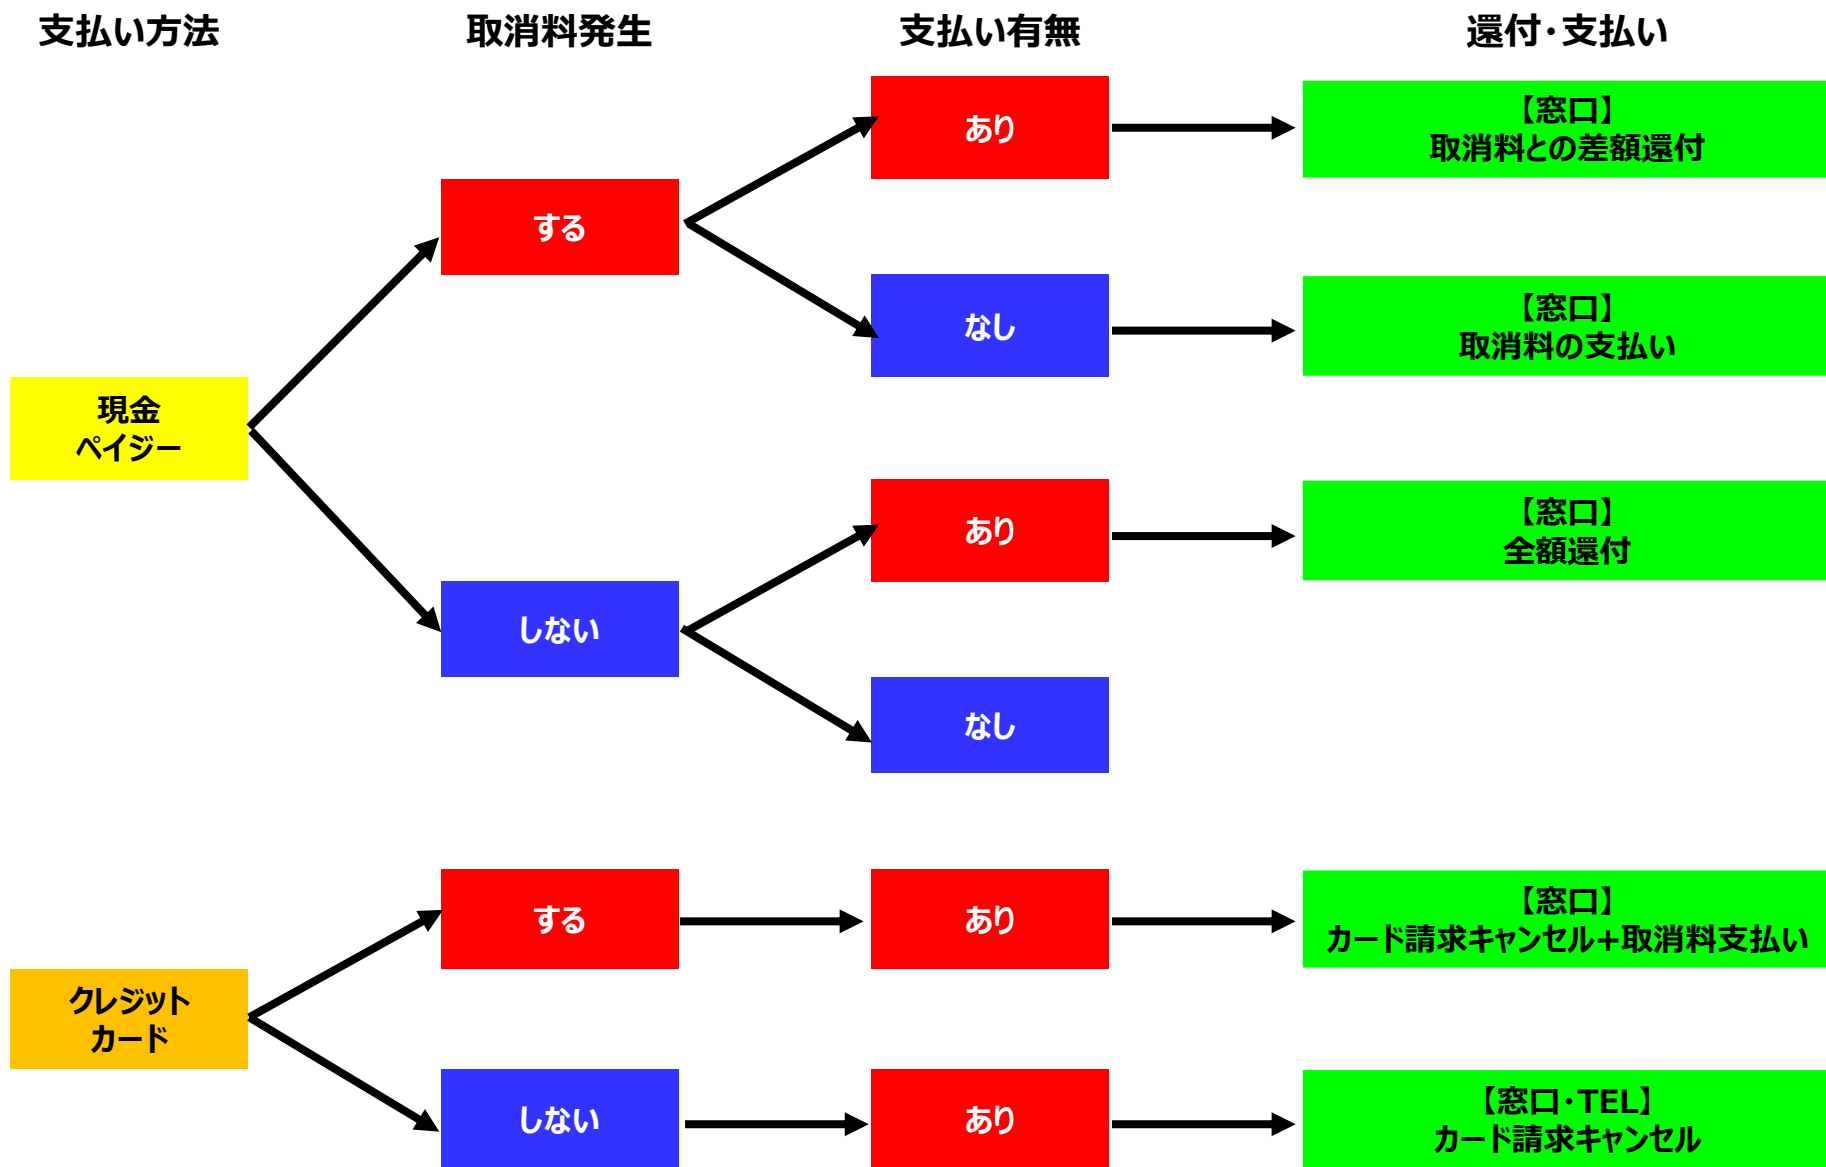 支払い方法
取消料発生
支払い有無
還付・支払い
現金
ペイジー
する
あり
【窓口】
取消料との差額還付
なし
【窓口】
取消料の支払い
しない
あり
【窓口】
全額還付
なし
クレジット
カード
する
あり
【窓口】
カード請求キャンセル+取消料支払い
しない
あり
【窓口・TEL】
カード請求キャンセル